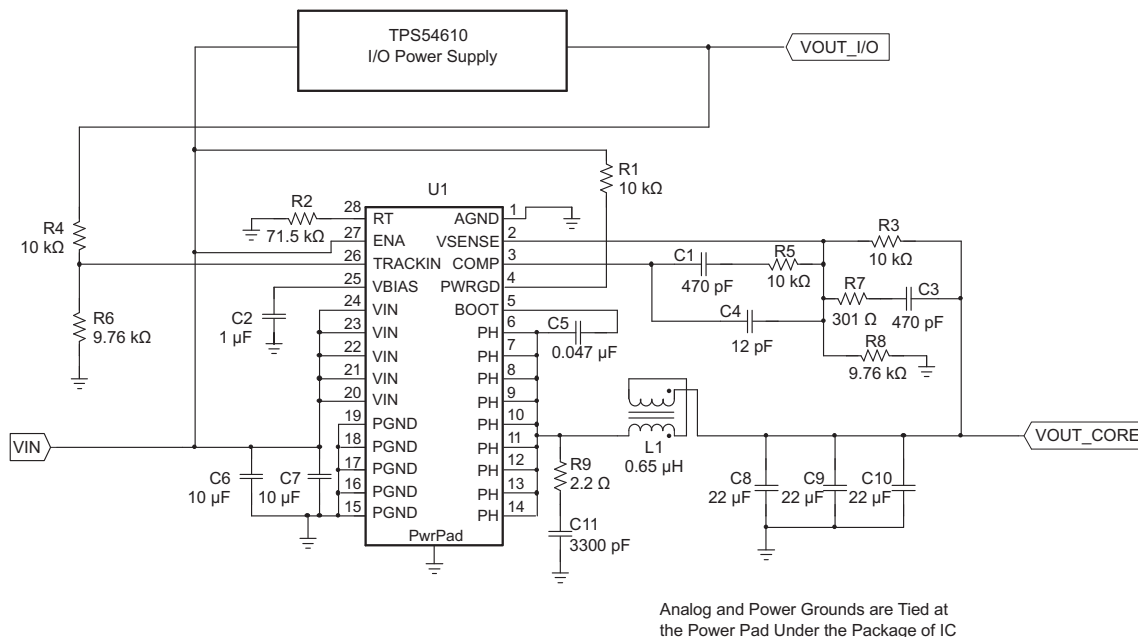 TPS54610
I/O Power Supply
VOUT_I/O
R1
10 kΩ
U1
R4
10 kΩ
R2
71.5 kΩ
28
RT
27
ENA
26
TRACKIN
25
VBIAS
24
VIN
23
VIN
22
VIN
21
VIN
20
VIN
19
PGND
18
PGND
17
PGND
16
PGND
15
PGND
AGND
1
VSENSE
2
COMP
3
PWRGD
4
BOOT
5
PH
6
PH
7
PH
8
PH
9
PH
10
PH
11
PH
12
PH
13
PH
14
PwrPad
R3
10 kΩ
C1
470 pF
R5
10 kΩ
R7
301 Ω
C3
470 pF
C4
12 pF
R8
9.76 kΩ
C5
0.047 µF
C2
1 µF
R6
9.76 kΩ
VIN
C6
10 µF
C7
10 µF
L1
0.65 µH
R9
2.2 Ω
C11
3300 pF
C8
22 µF
C9
22 µF
C10
22 µF
VOUT_CORE
Analog and Power Grounds are Tied at
the Power Pad Under the Package of IC